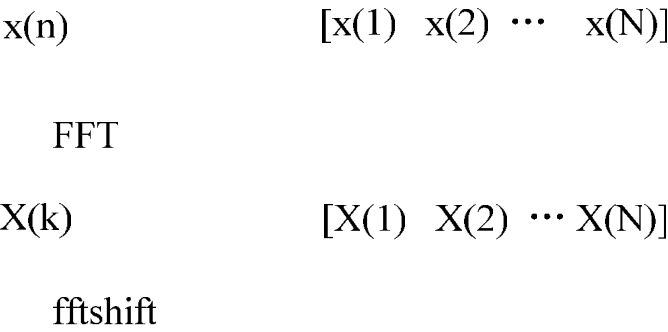 x(n) [x(1) x(2) ··· x(N)]
FFT
X(k) [X(1) X(2) ··· X(N)]
fftshift